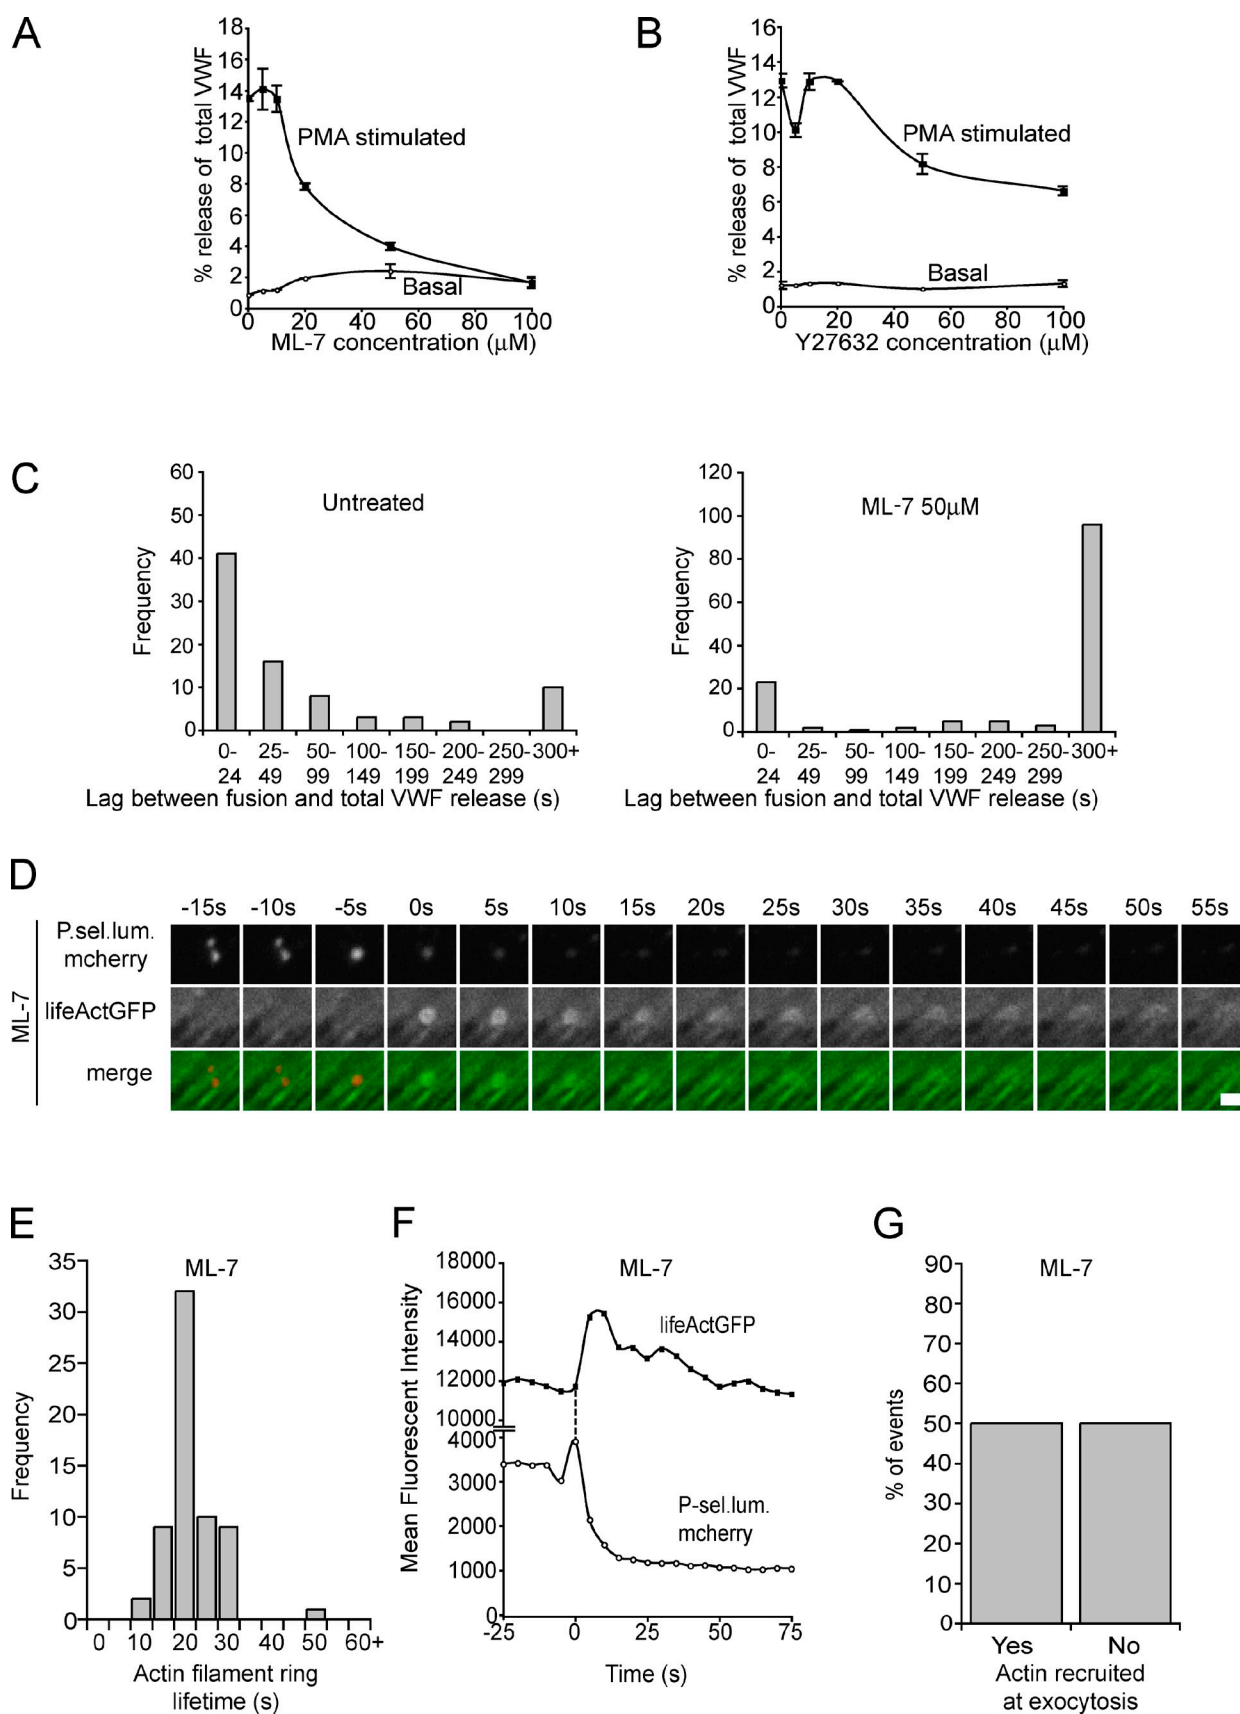 A
% release of total VWF
18
16
14
12
10
8
6
4
2
0
PMA stimulated
Basal
0 20 40 60 80 100
ML-7 concentration (μM)
B
% release of total VWF
16
14
12
10
8
6
4
2
0
PMA stimulated
Basal
0 20 40 60 80 100
Y27632 concentration (μM)
C
Frequency
60
50
40
30
20
10
0
Untreated
0- 25- 50- 100- 150- 200- 250- 300+
24 49 99 149 199 249 299
Lag between fusion and total VWF release (s)
Frequency
120
100
80
60
40
20
0
ML-7 50μM
0- 25- 50- 100- 150- 200- 250- 300+
24 49 99 149 199 249 299
Lag between fusion and total VWF release (s)
D
-15s -10s -5s 0s 5s 10s 15s 20s 25s 30s 35s 40s 45s 50s 55s
ML-7
P.sel.lum.
mcherry
lifeActGFP
merge
E
ML-7
Frequency
35
30
25
20
15
10
5
0
0 10 20 30 40 50 60+
Actin filament ring
lifetime (s)
F
ML-7
Mean Fluorescent Intensity
18000
16000
14000
12000
10000
4000
3000
2000
1000
0
lifeActGFP
P-sel.lum.
mcherry
-25 0 25 50 75
Time (s)
G
ML-7
% of events
90
80
70
60
50
40
30
20
10
0
Yes No
Actin recruited
at exocytosis